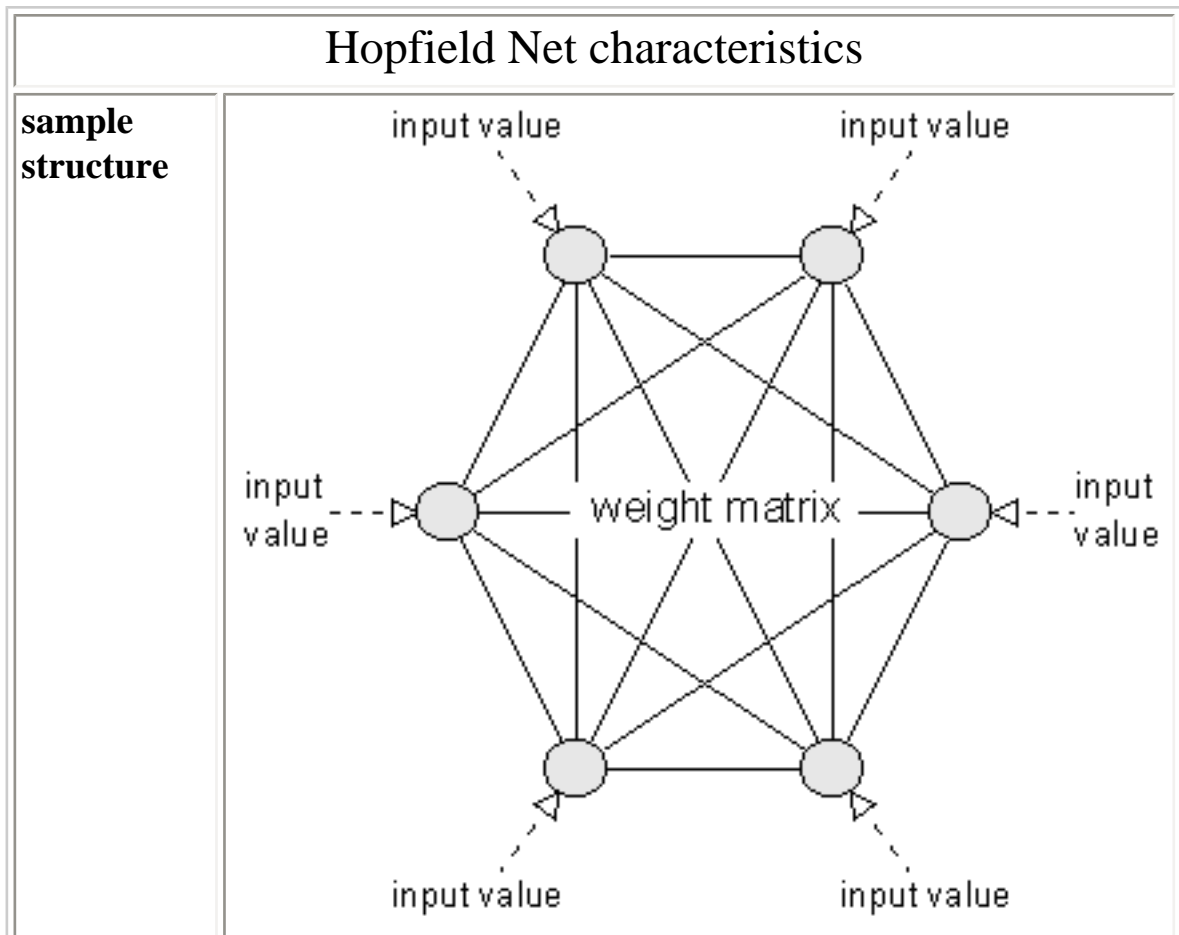 Hopfield Net characteristics
sample
structure
input value
input value
input
value
weight matrix
input
value
input value
input value